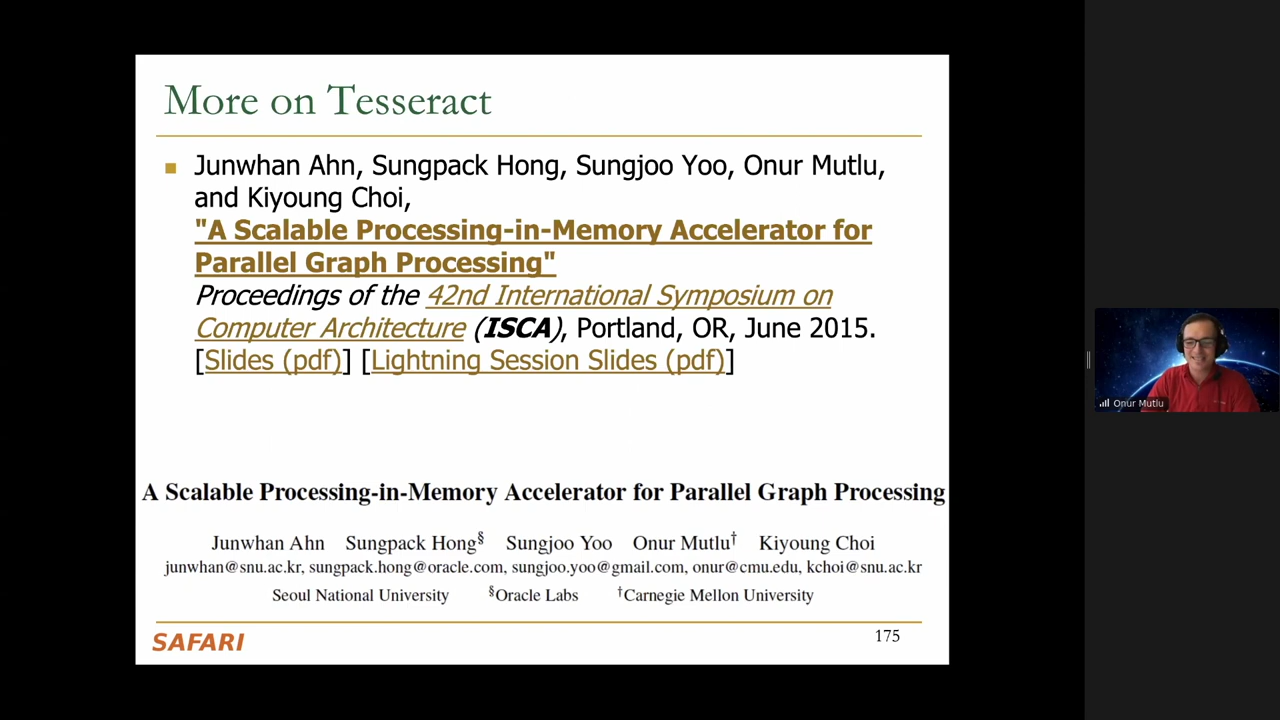 More on Tesseract
Junwhan Ahn, Sungpack Hong, Sungjoo Yoo, Onur Mutlu,
and Kiyoung Choi,
"A Scalable Processing-in-Memory Accelerator for
Parallel Graph Processing"
Proceedings of the 42nd International Symposium on
Computer Architecture (ISCA), Portland, OR, June 2015.
[Slides (pdf)] [Lightning Session Slides (pdf)]
A Scalable Processing-in-Memory Accelerator for Parallel Graph Processing
Junwhan Ahn Sungpack Hong§ Sungjoo Yoo Onur Mutlu† Kiyoung Choi
junwhan@snu.ac.kr, sungpack.hong@oracle.com, sungjoo.yoo@gmail.com, onur@cmu.edu, kchoi@snu.ac.kr
Seoul National University §Oracle Labs †Carnegie Mellon University
SAFARI
175
Onur Mutlu